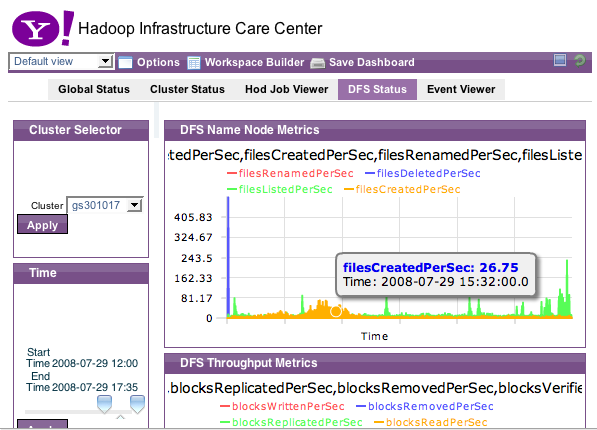 Y! Hadoop Infrastructure Care Center
Default view Options Workspace Builder Save Dashboard
Global Status Cluster Status Hod Job Viewer DFS Status Event Viewer
Cluster Selector
Cluster gs301017
Apply
Time
Start
Time 2008-07-29 12:00
End
Time 2008-07-29 17:35
DFS Name Node Metrics
etedPerSec,filesCreatedPerSec,filesRenamedPerSec,filesListe
filesRenamedPerSec filesDeletedPerSec
filesListedPerSec filesCreatedPerSec
405.83
324.67
243.5
162.33
81.17
0
filesCreatedPerSec: 26.75
Time: 2008-07-29 15:32:00.0
Time
DFS Throughput Metrics
,blocksReplicatedPerSec,blocksRemovedPerSec,blocksVerifie
blocksWrittenPerSec blocksRemovedPerSec
blocksReplicatedPerSec blocksReadPerSec
Apply